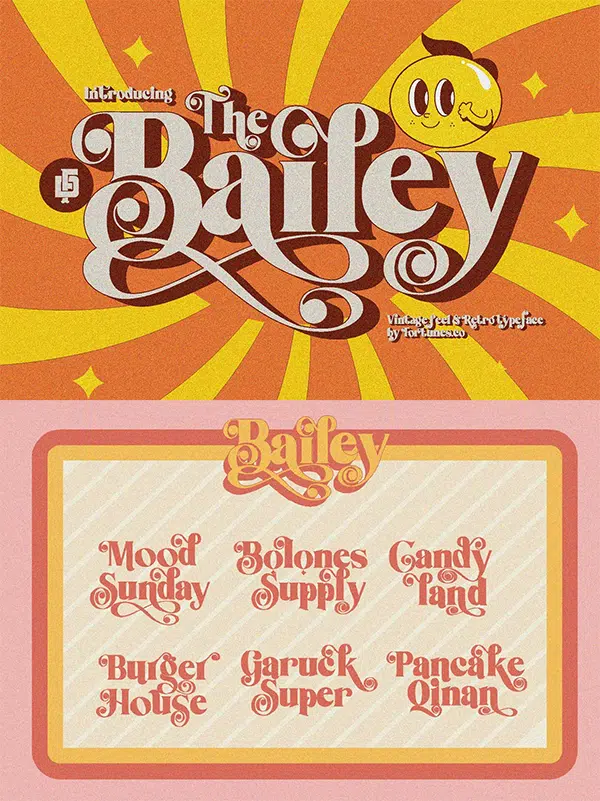 Introducing
The
Bailey
Vintage feel & Retro typeface
by fortunes.co
Bailey
Mood
Sunday
Bolones
Supply
Candy
land
Burger
House
Garuck
Super
Pancake
Qinan